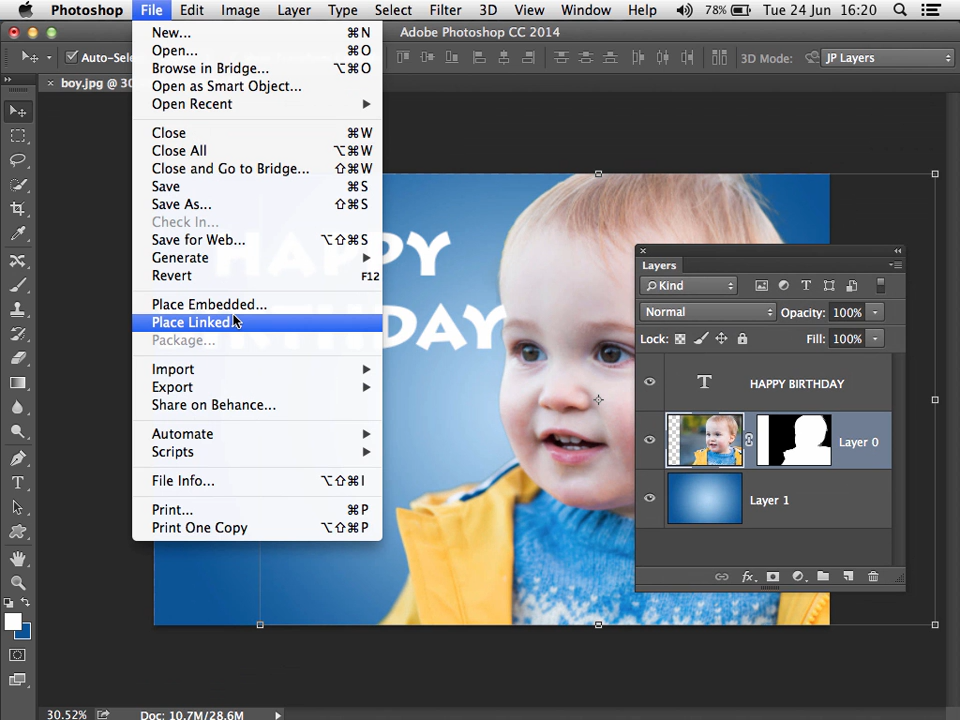 Photoshop File Edit Image Layer Type Select Filter 3D View Window Help 78% Tue 24 Jun 16:20
Adobe Photoshop CC 2014
Auto-Sele
3D Mode: JP Layers
× boy.jpg @ 30
New... ⌘N
Open... ⌘O
Browse in Bridge... ⌥⌘O
Open as Smart Object...
Open Recent
Close ⌘W
Close All ⌥⌘W
Close and Go to Bridge... ⇧⌘W
Save ⌘S
Save As... ⇧⌘S
Check In...
Save for Web... ⌥⇧⌘S
Generate
Revert F12
Place Embedded...
Place Linked
Package...
Import
Export
Share on Behance...
Automate
Scripts
File Info... ⌥⇧⌘I
Print... ⌘P
Print One Copy ⌥⇧⌘P
HAPPY
BIRTHDAY
Layers
Kind
Normal Opacity: 100%
Lock: Fill: 100%
T HAPPY BIRTHDAY
Layer 0
Layer 1
fx
30.52% Doc: 10.7M/28.6M